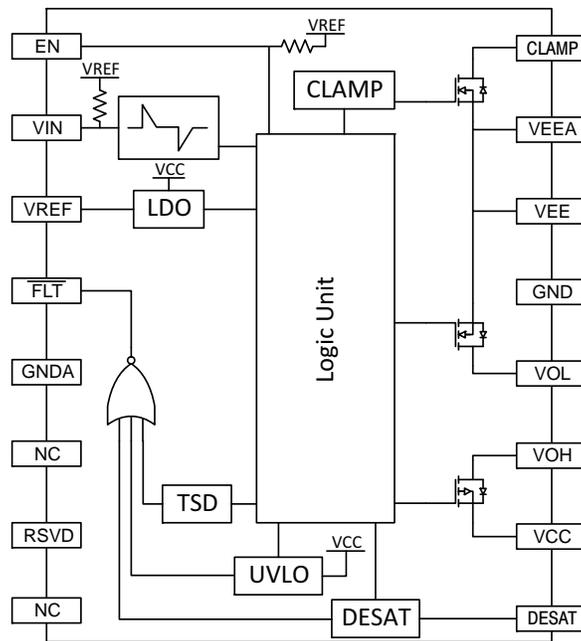 EN
VREF
CLAMP
VREF
CLAMP
VIN
VEEA
VCC
VREF
LDO
VEE
FLT
GND
Logic Unit
GNDA
VOL
NC
VOH
TSD
RSVD
VCC
VCC
UVLO
NC
DESAT
DESAT